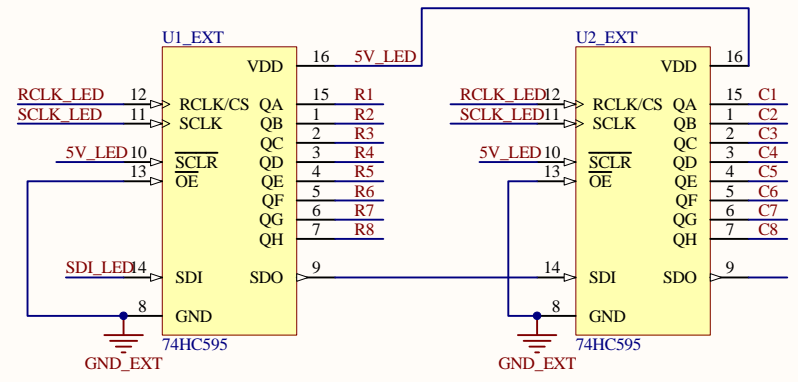 U1_EXT
VDD 16 5V_LED
RCLK_LED 12 RCLK/CS QA 15 R1
SCLK_LED 11 SCLK QB 1 R2
QC 2 R3
5V_LED 10 SCLR QD 3 R4
13 OE QE 4 R5
QF 5 R6
QG 6 R7
QH 7 R8
SDI_LED 14 SDI SDO 9
8 GND
74HC595
GND_EXT
U2_EXT
VDD 16
RCLK_LED 12 RCLK/CS QA 15 C1
SCLK_LED 11 SCLK QB 1 C2
QC 2 C3
5V_LED 10 SCLR QD 3 C4
13 OE QE 4 C5
QF 5 C6
QG 6 C7
QH 7 C8
14 SDI SDO 9
8 GND
74HC595
GND_EXT